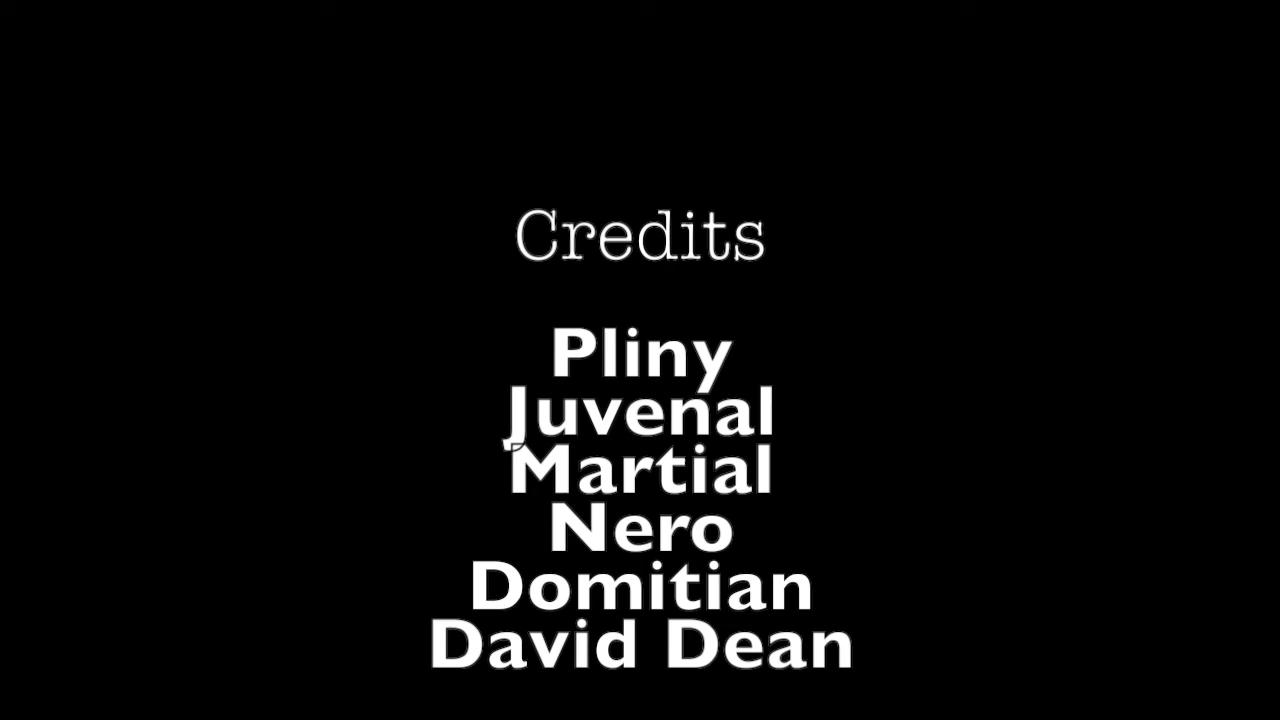 Credits
Pliny
Juvenal
Martial
Nero
Domitian
David Dean